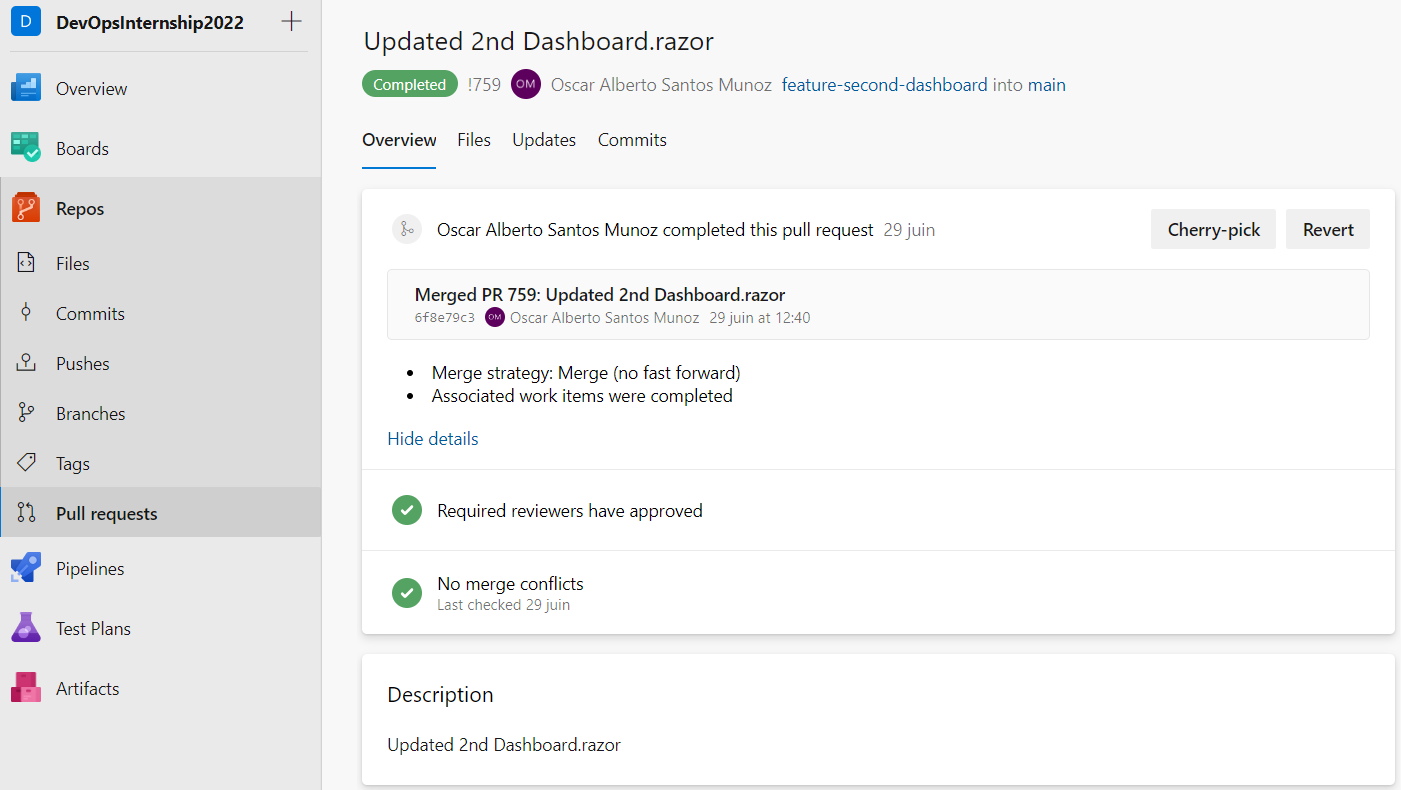 D DevOpsInternship2022
Overview
Boards
Repos
Files
Commits
Pushes
Branches
Tags
Pull requests
Pipelines
Test Plans
Artifacts
Updated 2nd Dashboard.razor
Completed !759 OM Oscar Alberto Santos Munoz feature-second-dashboard into main
Overview Files Updates Commits
Oscar Alberto Santos Munoz completed this pull request 29 juin
Cherry-pick Revert
Merged PR 759: Updated 2nd Dashboard.razor
6f8e79c3 OM Oscar Alberto Santos Munoz 29 juin at 12:40
• Merge strategy: Merge (no fast forward)
• Associated work items were completed
Hide details
Required reviewers have approved
No merge conflicts
Last checked 29 juin
Description
Updated 2nd Dashboard.razor